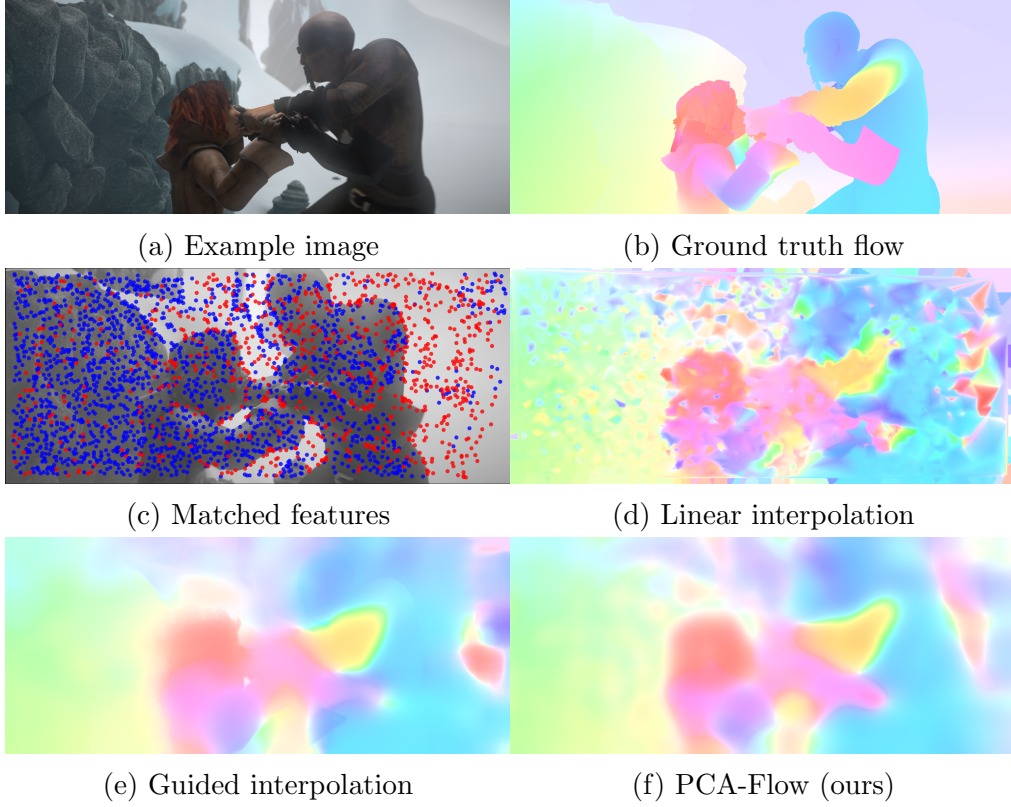 (a) Example image
(b) Ground truth flow
(c) Matched features
(d) Linear interpolation
(e) Guided interpolation
(f) PCA-Flow (ours)